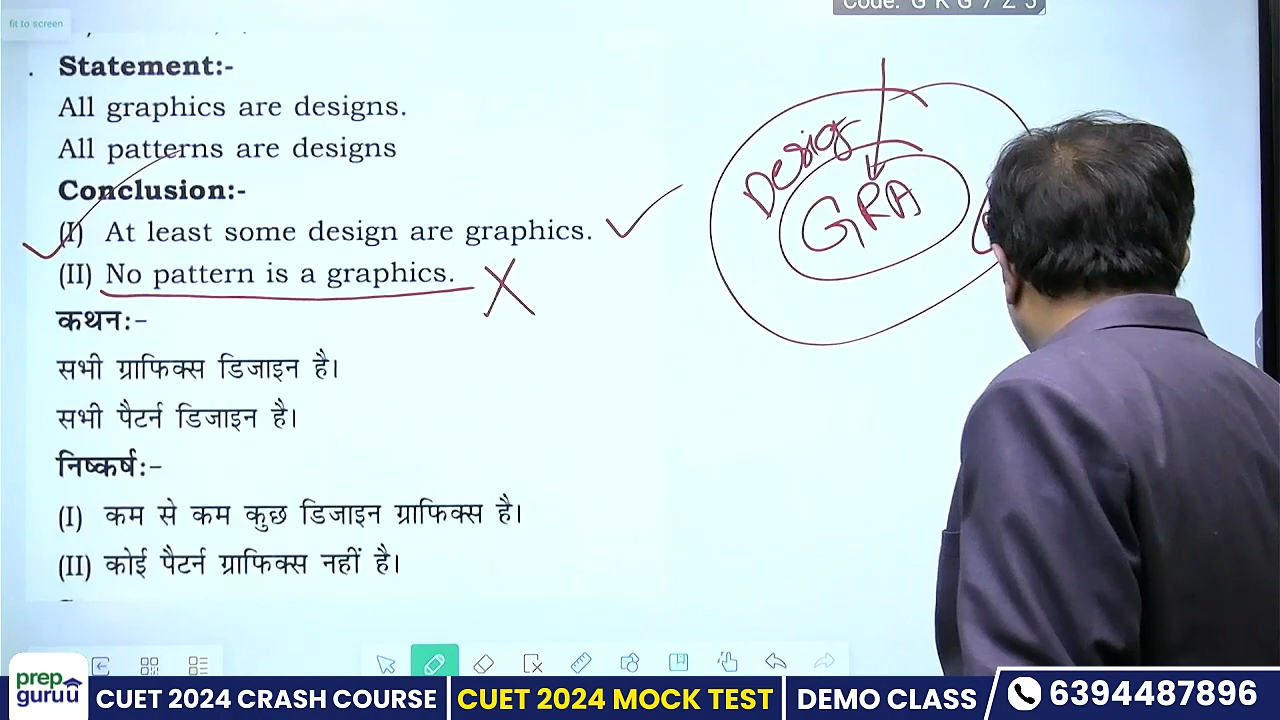 fit to screen
Code: G K G 7 Z 5
. Statement:-
All graphics are designs.
All patterns are designs
Conclusion:-
(I) At least some design are graphics.
(II) No pattern is a graphics.
कथन:-
सभी ग्राफिक्स डिजाइन है।
सभी पैटर्न डिजाइन है।
निष्कर्ष:-
(I) कम से कम कुछ डिजाइन ग्राफिक्स है।
(II) कोई पैटर्न ग्राफिक्स नहीं है।
Design
GRA
prep
guruu
CUET 2024 CRASH COURSE
CUET 2024 MOCK TEST
DEMO CLASS
6394487896